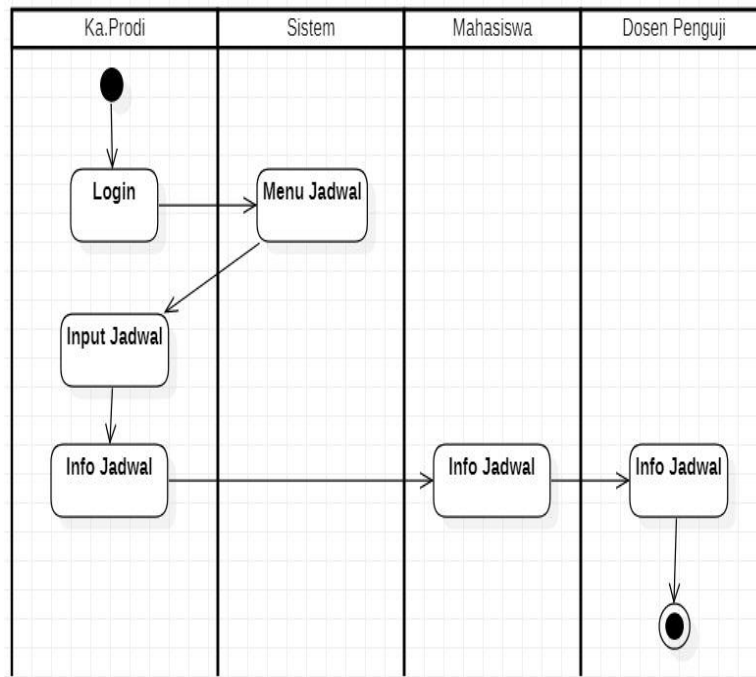 Ka.Prodi
Sistem
Mahasiswa
Dosen Penguji
Login
Menu Jadwal
Input Jadwal
Info Jadwal
Info Jadwal
Info Jadwal